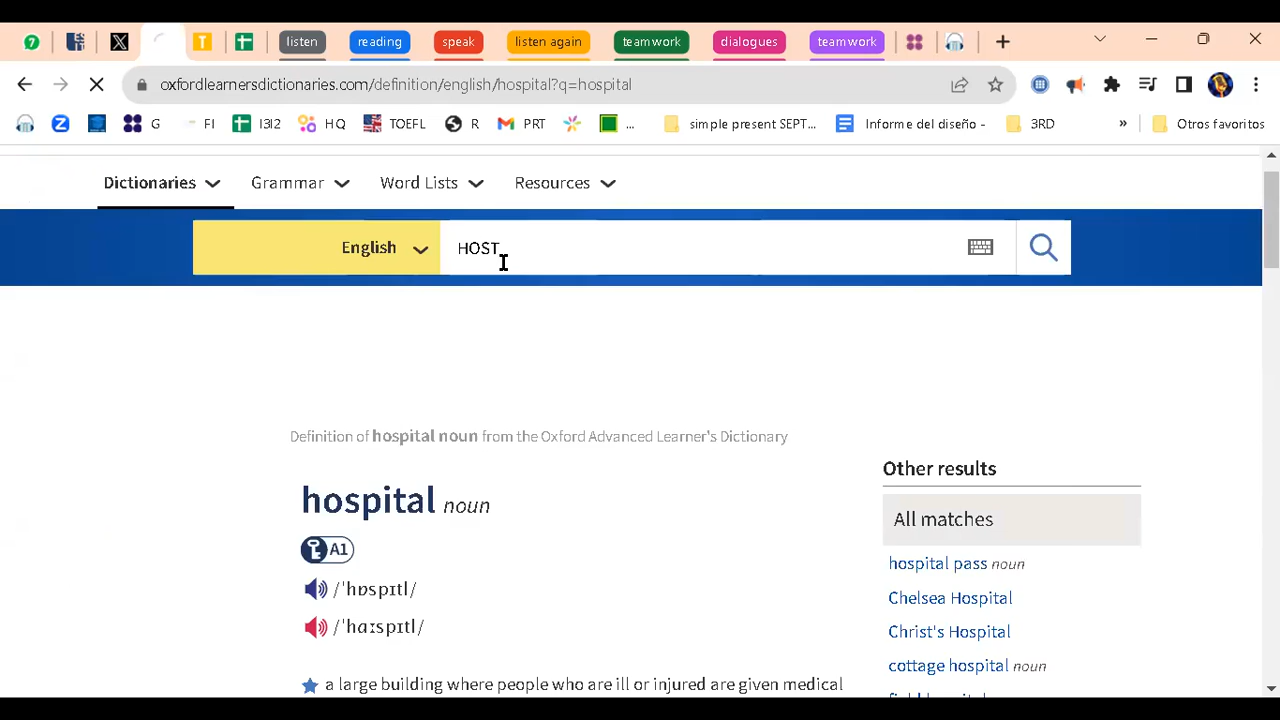 7 X T listen reading speak listen again teamwork dialogues teamwork
oxfordlearnersdictionaries.com/definition/english/hospital?q=hospital
G FI I3I2 HQ TOEFL R PRT ... simple present SEPT... Informe del diseño - 3RD » Otros favoritos
Dictionaries Grammar Word Lists Resources
English HOST
Definition of hospital noun from the Oxford Advanced Learner's Dictionary
hospital noun
A1
/ˈhɒspɪtl/
/ˈhɑːspɪtl/
a large building where people who are ill or injured are given medical
Other results
All matches
hospital pass noun
Chelsea Hospital
Christ's Hospital
cottage hospital noun